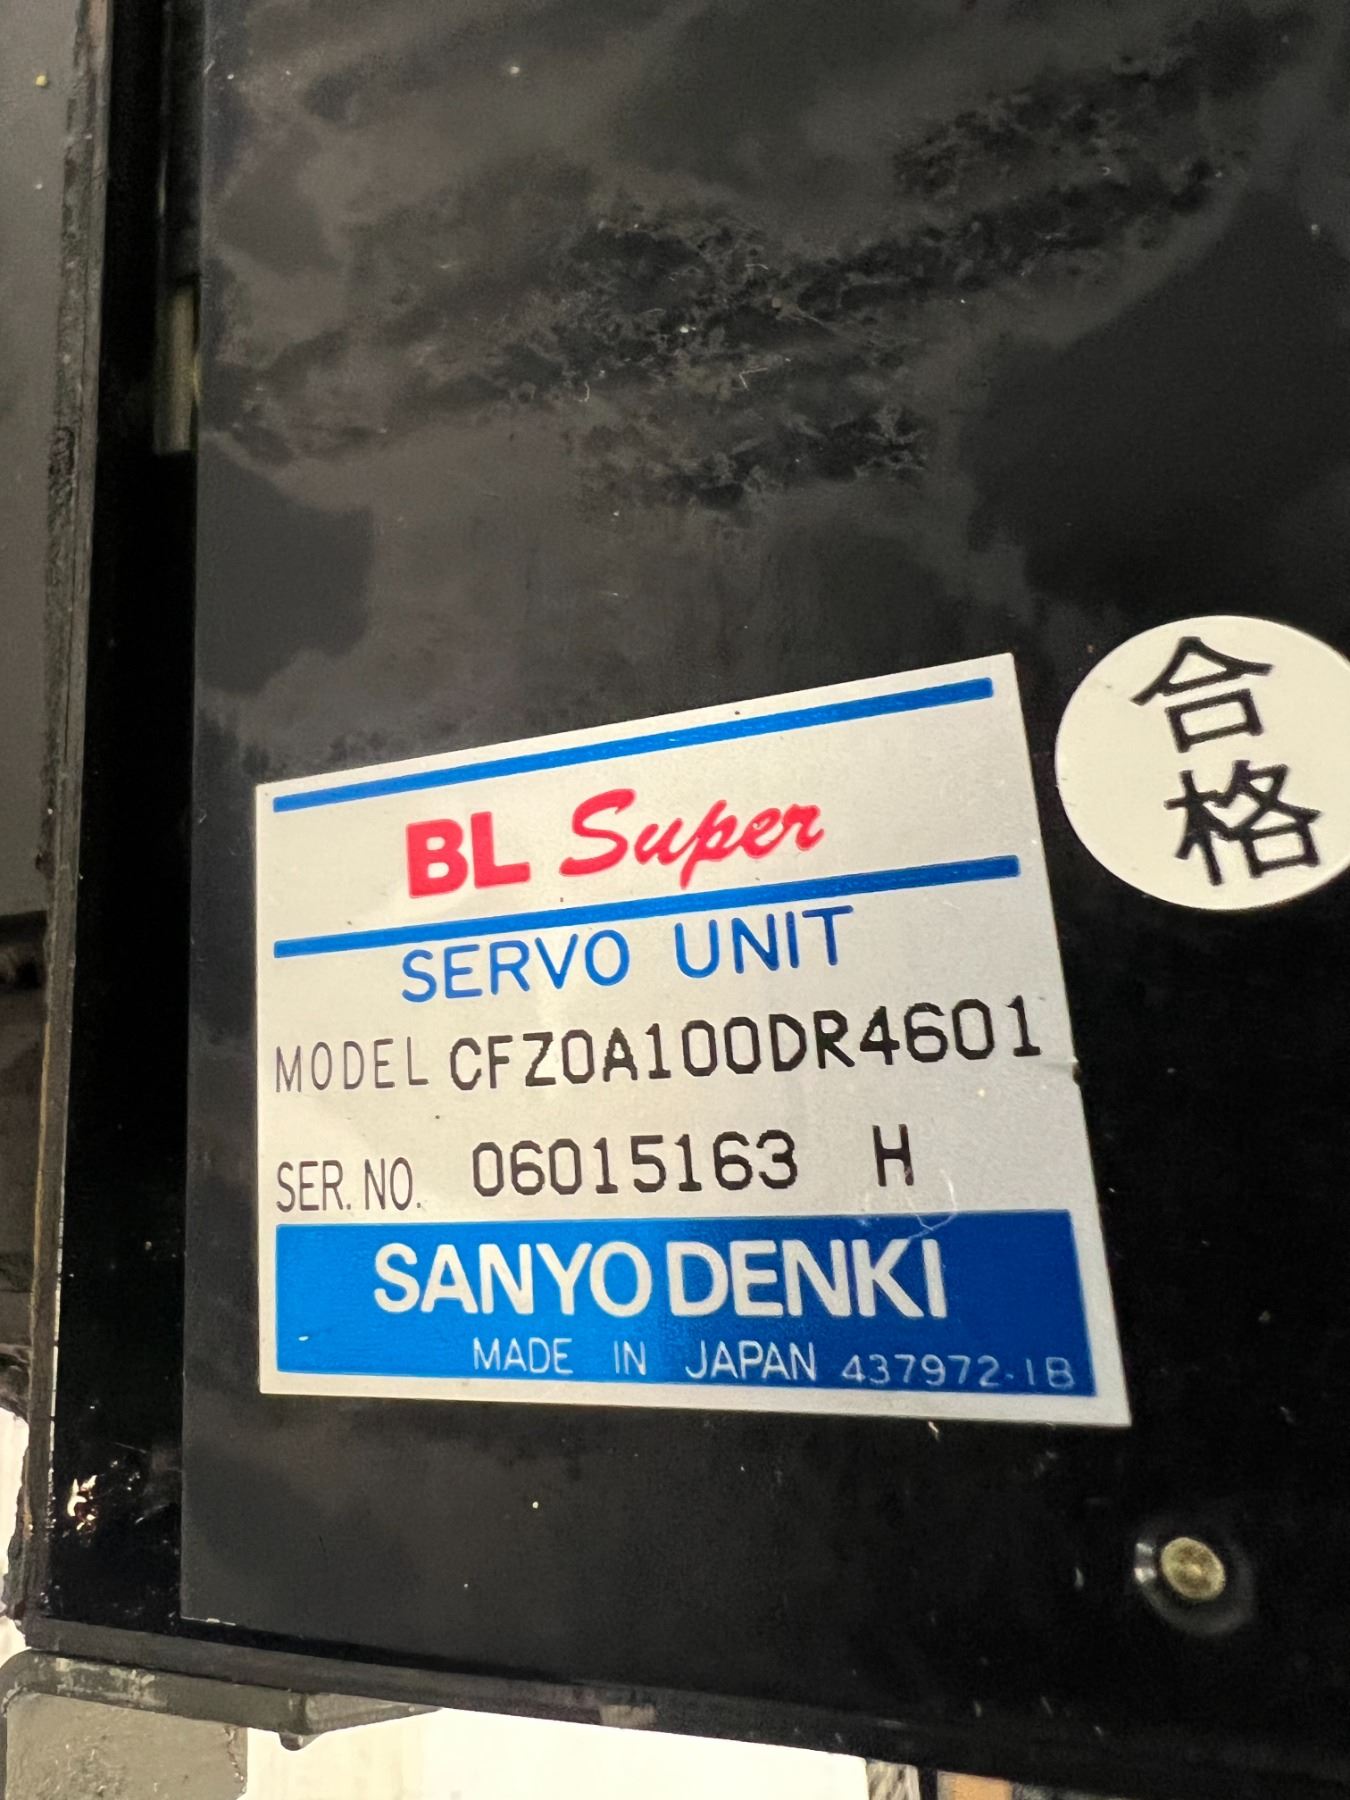 BL Super
SERVO UNIT
MODEL CFZ0A100DR4601
SER. NO. 06015163 H
SANYO DENKI
MADE IN JAPAN 437972-1B
合
格